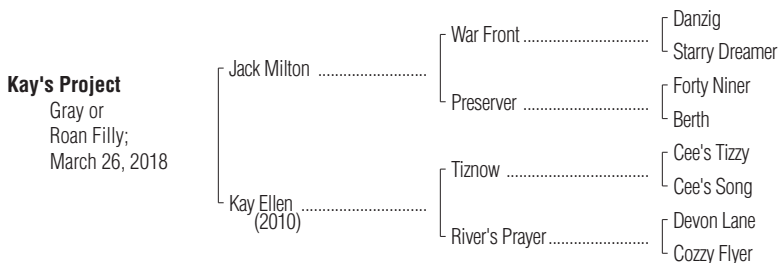 Kay's Project
Gray or
Roan Filly;
March 26, 2018
Jack Milton ..............................
Kay Ellen ..................................
(2010)
War Front ..................................
Preserver ..................................
Tiznow ......................................
River's Prayer...........................
Danzig
Starry Dreamer
Forty Niner
Berth
Cee's Tizzy
Cee's Song
Devon Lane
Cozzy Flyer